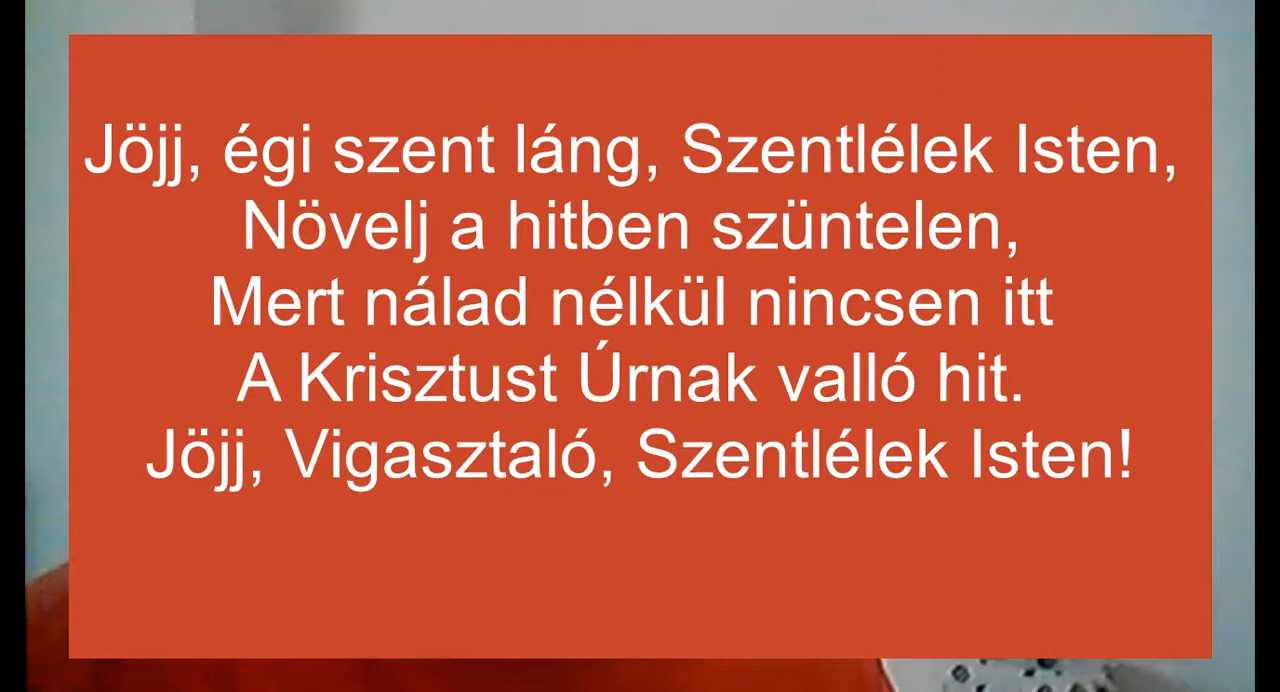 Jöjj, égi szent láng, Szentlélek Isten,
Növelj a hitben szüntelen,
Mert nálad nélkül nincsen itt
A Krisztust Úrnak valló hit.
Jöjj, Vigasztaló, Szentlélek Isten!